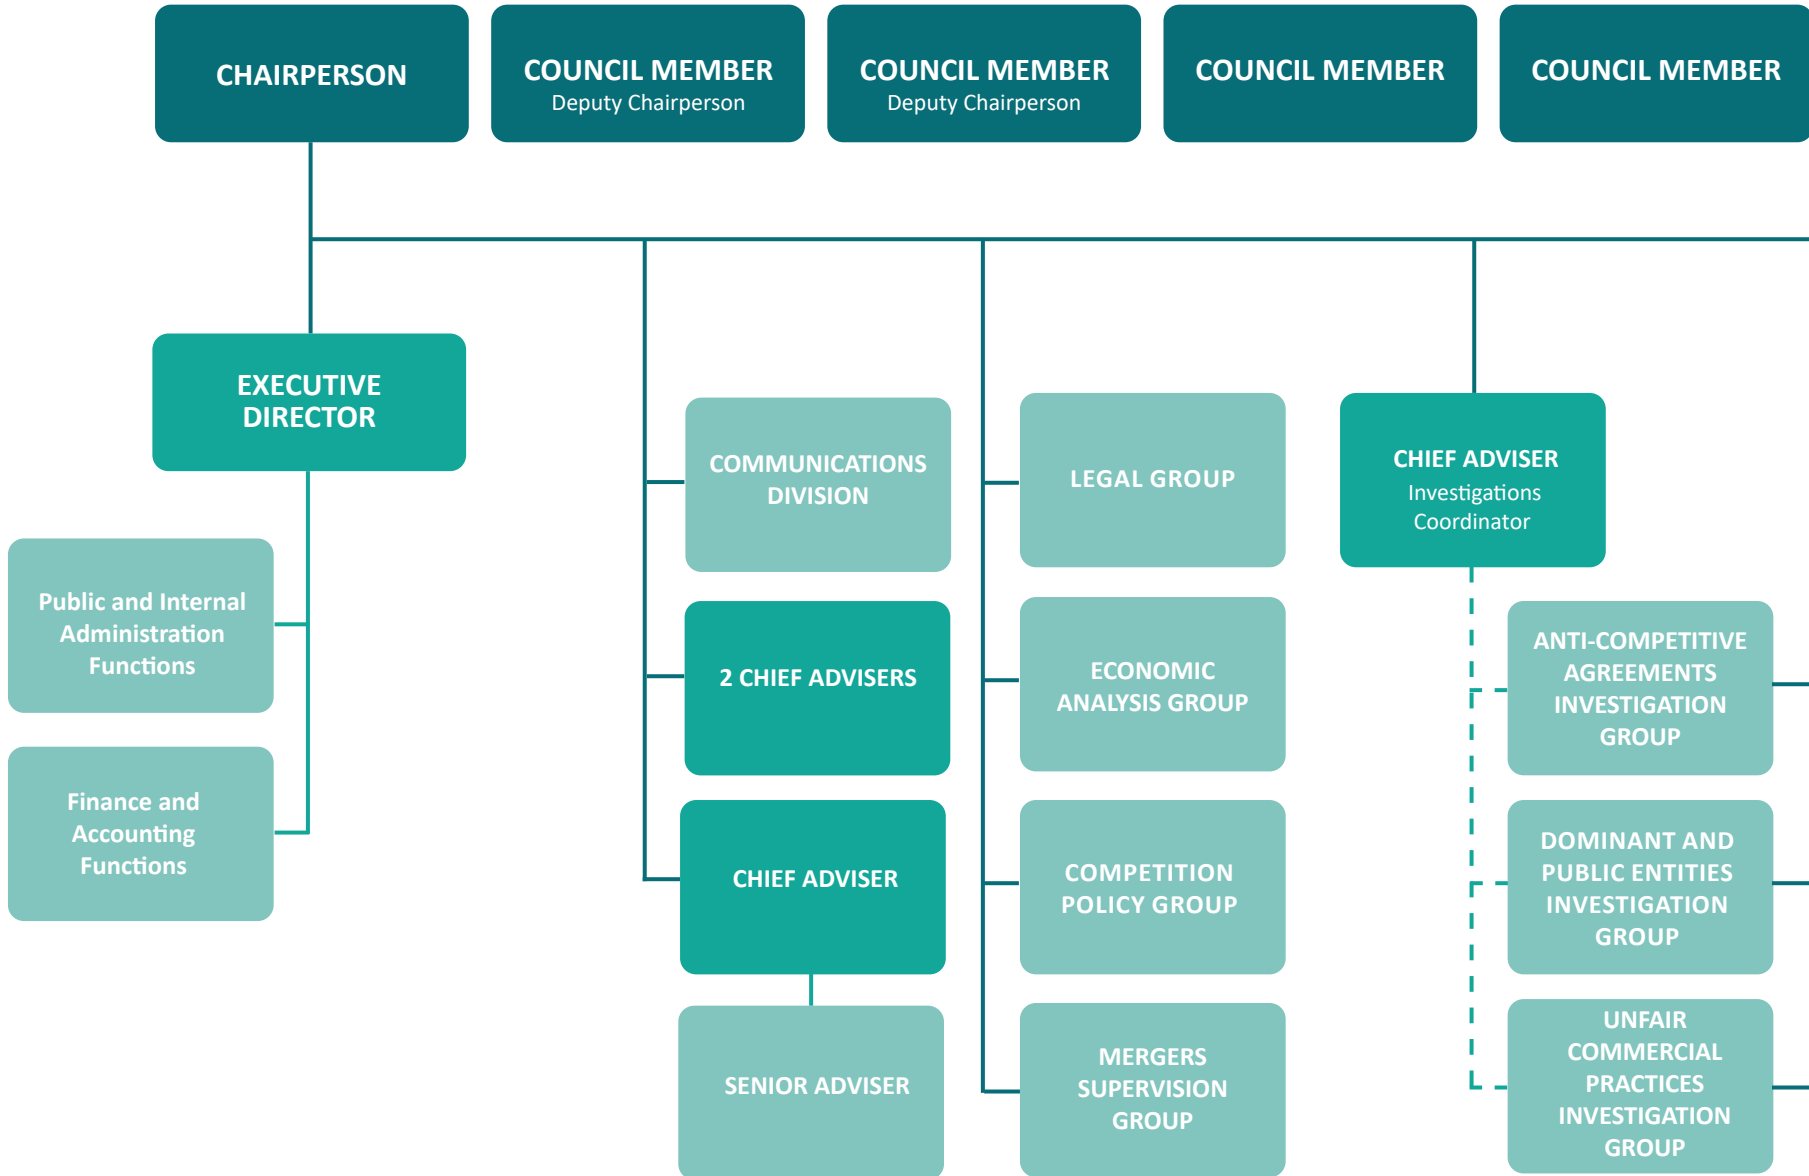 CHAIRPERSON
COUNCIL MEMBER
Deputy Chairperson
COUNCIL MEMBER
Deputy Chairperson
COUNCIL MEMBER
COUNCIL MEMBER
EXECUTIVE
DIRECTOR
Public and Internal
Administration
Functions
Finance and
Accounting
Functions
COMMUNICATIONS
DIVISION
2 CHIEF ADVISERS
CHIEF ADVISER
SENIOR ADVISER
LEGAL GROUP
ECONOMIC
ANALYSIS GROUP
COMPETITION
POLICY GROUP
MERGERS
SUPERVISION
GROUP
CHIEF ADVISER
Investigations
Coordinator
ANTI-COMPETITIVE
AGREEMENTS
INVESTIGATION
GROUP
DOMINANT AND
PUBLIC ENTITIES
INVESTIGATION
GROUP
UNFAIR
COMMERCIAL
PRACTICES
INVESTIGATION
GROUP